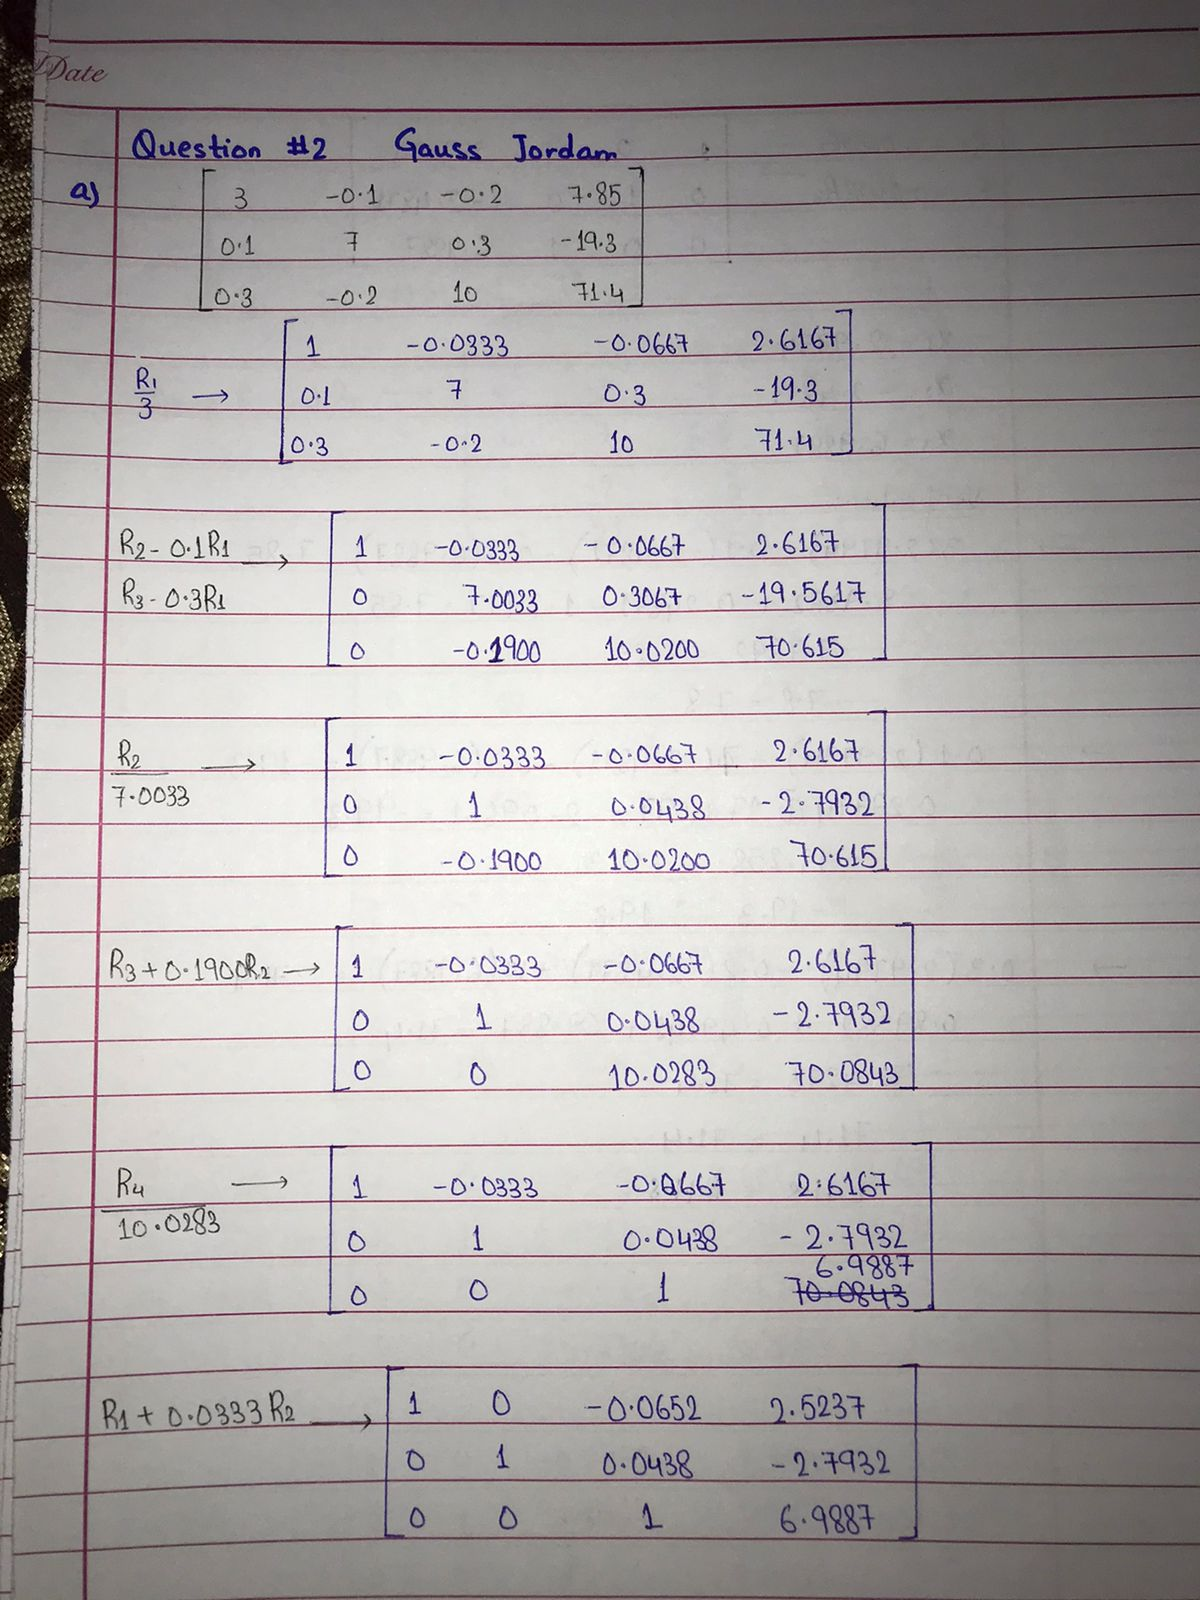 Date
Question #2 Gauss Jordam
a)
3 -0.1 -0.2 7.85
0.1 7 0.3 -19.3
0.3 -0.2 10 71.4
R1/3 →
1 -0.0333 -0.0667 2.6167
0.1 7 0.3 -19.3
0.3 -0.2 10 71.4
R2 - 0.1R1 →
R3 - 0.3R1
1 -0.0333 -0.0667 2.6167
0 7.0033 0.3067 -19.5617
0 -0.1900 10.0200 70.615
R2/7.0033 →
1 -0.0333 -0.0667 2.6167
0 1 0.0438 -2.7932
0 -0.1900 10.0200 70.615
R3 + 0.1900R2 →
1 -0.0333 -0.0667 2.6167
0 1 0.0438 -2.7932
0 0 10.0283 70.0843
R4/10.0283 →
1 -0.0333 -0.0667 2.6167
0 1 0.0438 -2.7932
6.9887
0 0 1 70.0843
R1 + 0.0333R2 →
1 0 -0.0652 2.5237
0 1 0.0438 -2.7932
0 0 1 6.9887